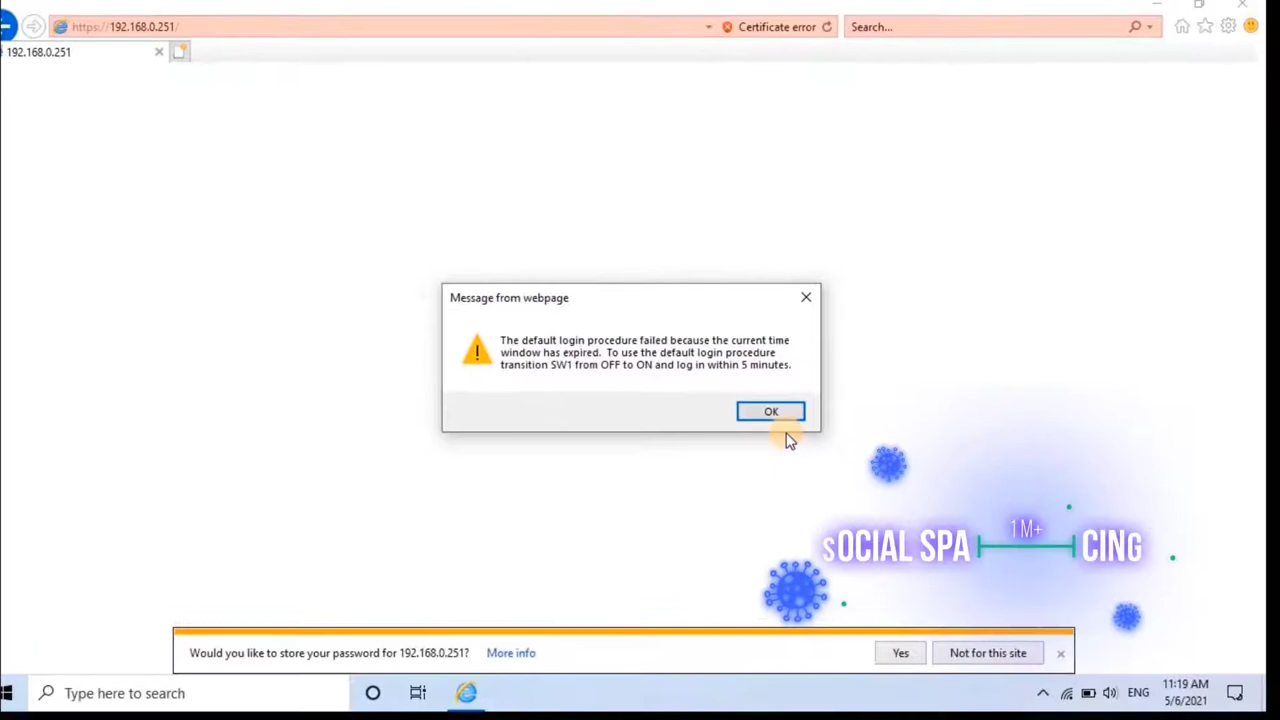 https://192.168.0.251/
Certificate error
Search...
192.168.0.251
Message from webpage
The default login procedure failed because the current time
window has expired. To use the default login procedure
transition SW1 from OFF to ON and log in within 5 minutes.
OK
1M+
SOCIAL SPA CING
Would you like to store your password for 192.168.0.251?
More info
Yes
Not for this site
Type here to search
ENG
11:19 AM
5/6/2021